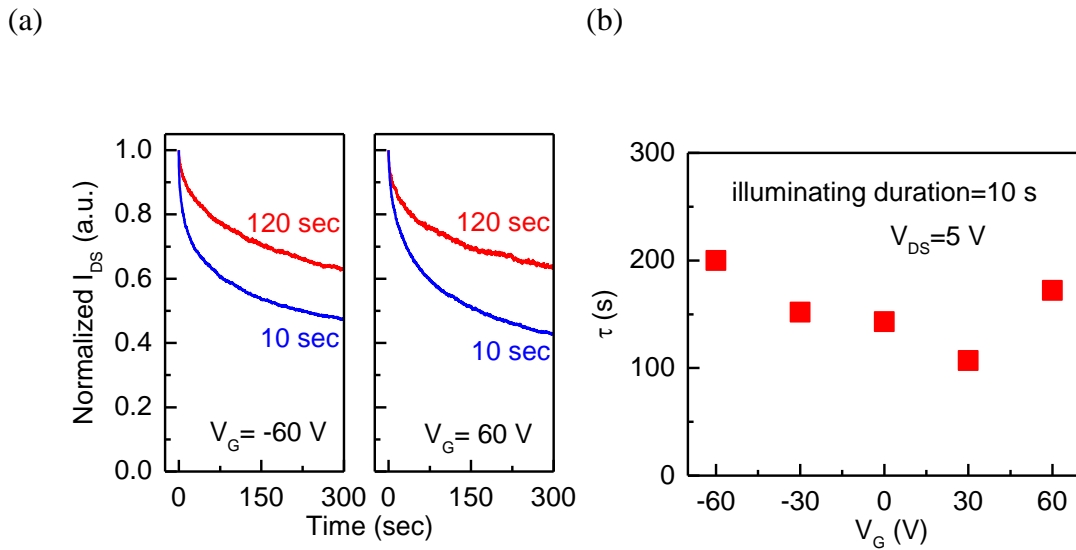 (a)
(b)
Normalized I_DS (a.u.)
1.0
0.8
0.6
0.4
0.2
0.0
120 sec
10 sec
V_G= -60 V
0 150 300
120 sec
10 sec
V_G= 60 V
0 150 300
Time (sec)
τ (s)
300
200
100
0
illuminating duration=10 s
V_DS=5 V
-60 -30 0 30 60
V_G (V)